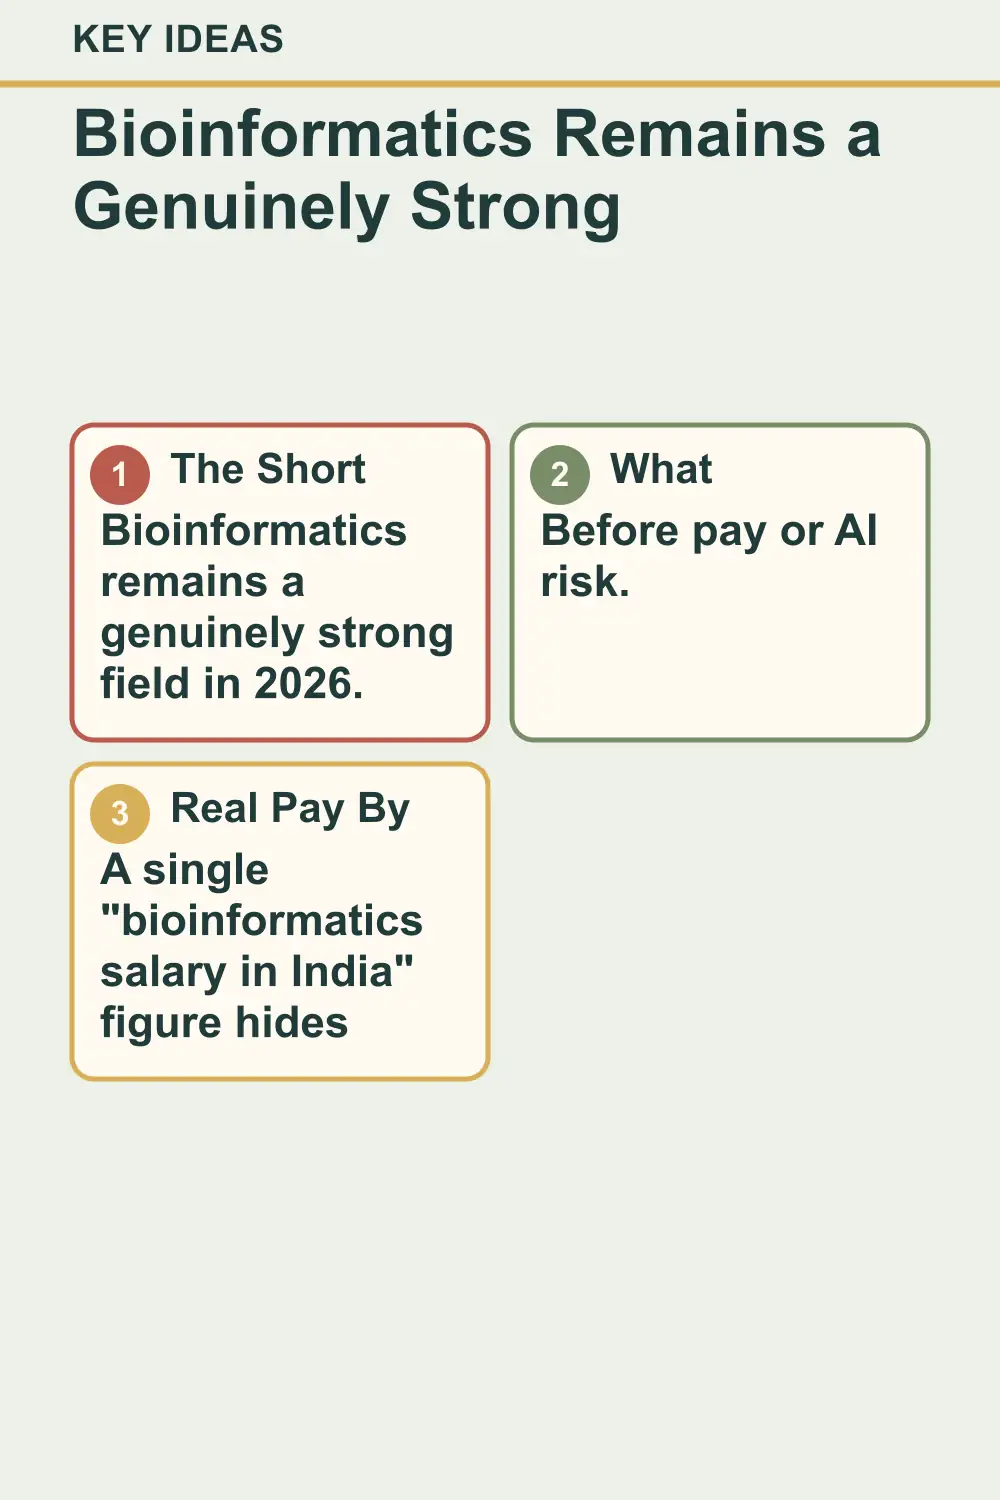 KEY IDEAS
Bioinformatics Remains a
Genuinely Strong
1 The Short
Bioinformatics
remains a
genuinely strong
field in 2026.
2 What
Before pay or AI
risk.
3 Real Pay By
A single
"bioinformatics
salary in India"
figure hides